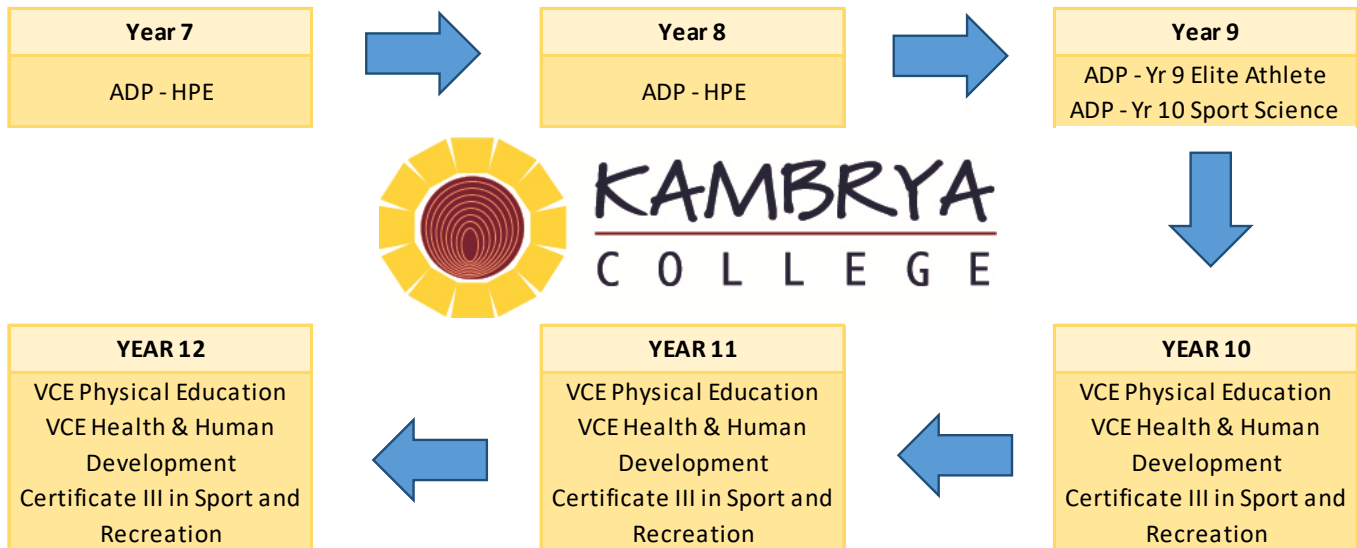 Year 7
ADP - HPE
Year 8
ADP - HPE
Year 9
ADP - Yr 9 Elite Athlete
ADP - Yr 10 Sport Science
KAMBRYA
COLLEGE
YEAR 12
VCE Physical Education
VCE Health & Human
Development
Certificate III in Sport and
Recreation
YEAR 11
VCE Physical Education
VCE Health & Human
Development
Certificate III in Sport and
Recreation
YEAR 10
VCE Physical Education
VCE Health & Human
Development
Certificate III in Sport and
Recreation